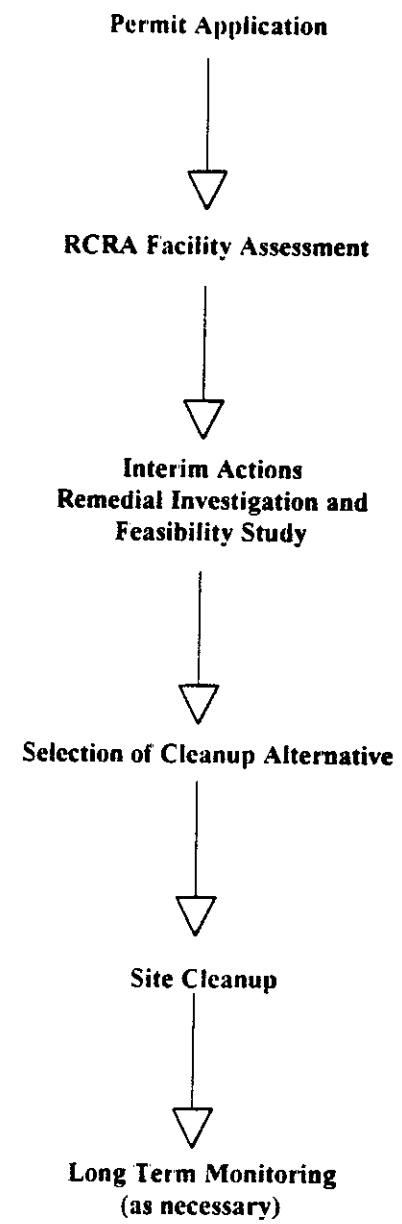 Permit Application
RCRA Facility Assessment
Interim Actions
Remedial Investigation and
Feasibility Study
Selection of Cleanup Alternative
Site Cleanup
Long Term Monitoring
(as necessary)